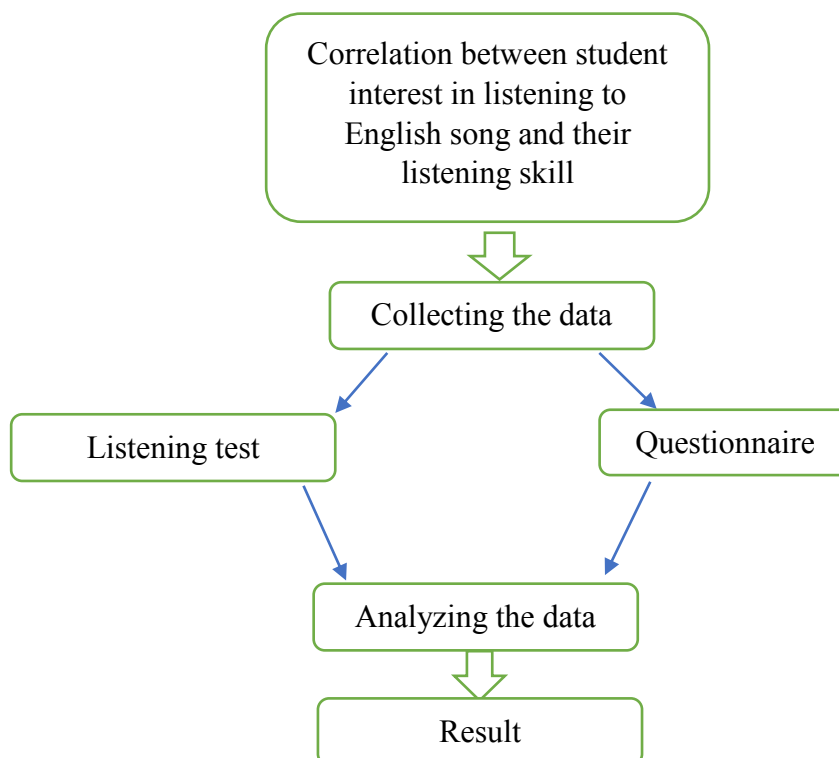 Correlation between student
interest in listening to
English song and their
listening skill
Collecting the data
Listening test
Questionnaire
Analyzing the data
Result